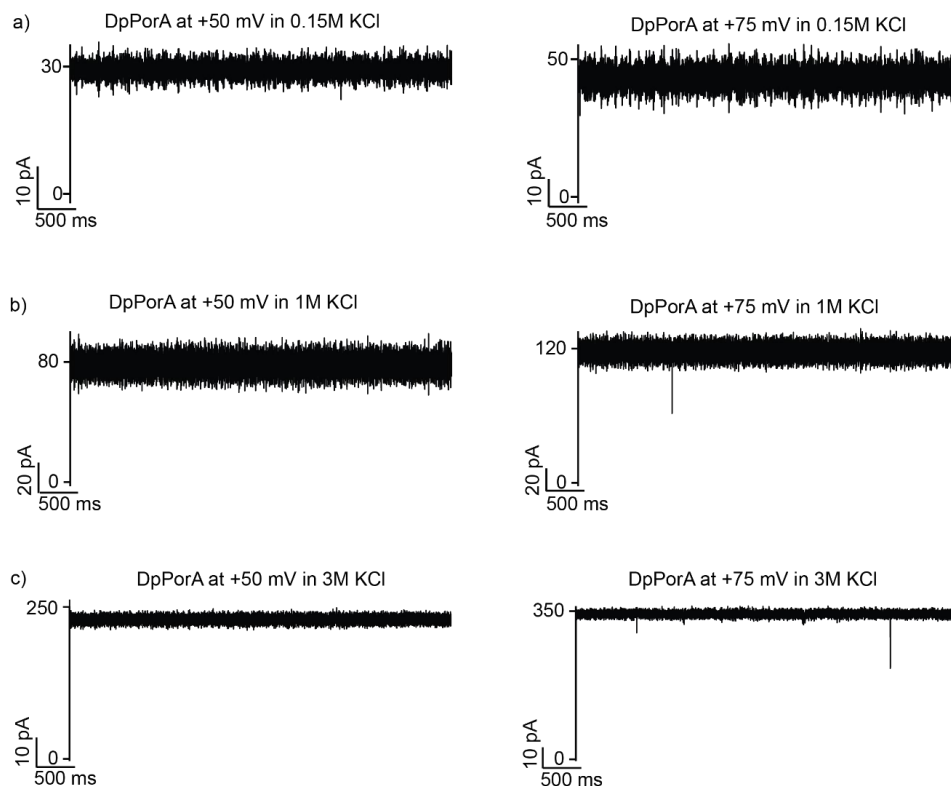 a)
DpPorA at +50 mV in 0.15M KCl
30
0
10 pA
500 ms
DpPorA at +75 mV in 0.15M KCl
50
0
10 pA
500 ms
b)
DpPorA at +50 mV in 1M KCl
80
0
20 pA
500 ms
DpPorA at +75 mV in 1M KCl
120
0
20 pA
500 ms
c)
DpPorA at +50 mV in 3M KCl
250
0
10 pA
500 ms
DpPorA at +75 mV in 3M KCl
350
0
10 pA
500 ms